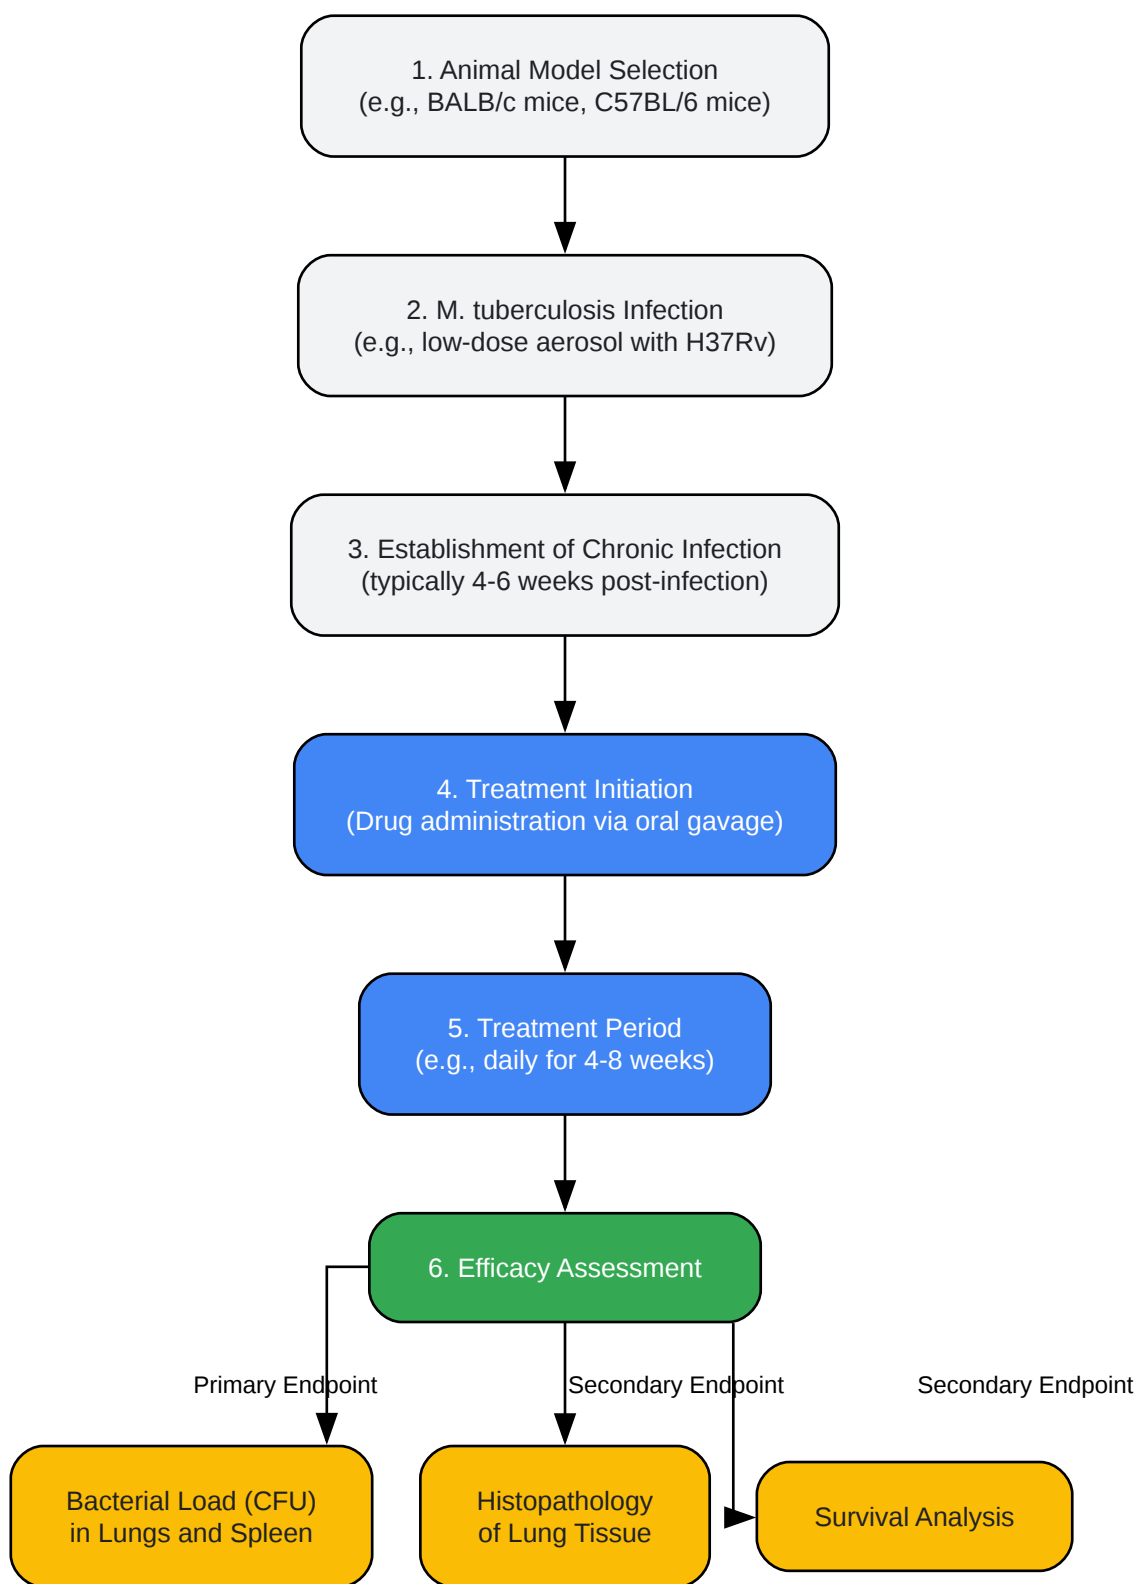 1. Animal Model Selection
(e.g., BALB/c mice, C57BL/6 mice)
2. M. tuberculosis Infection
(e.g., low-dose aerosol with H37Rv)
3. Establishment of Chronic Infection
(typically 4-6 weeks post-infection)
4. Treatment Initiation
(Drug administration via oral gavage)
5. Treatment Period
(e.g., daily for 4-8 weeks)
6. Efficacy Assessment
Primary Endpoint
Secondary Endpoint
Secondary Endpoint
Bacterial Load (CFU)
in Lungs and Spleen
Histopathology
of Lung Tissue
Survival Analysis